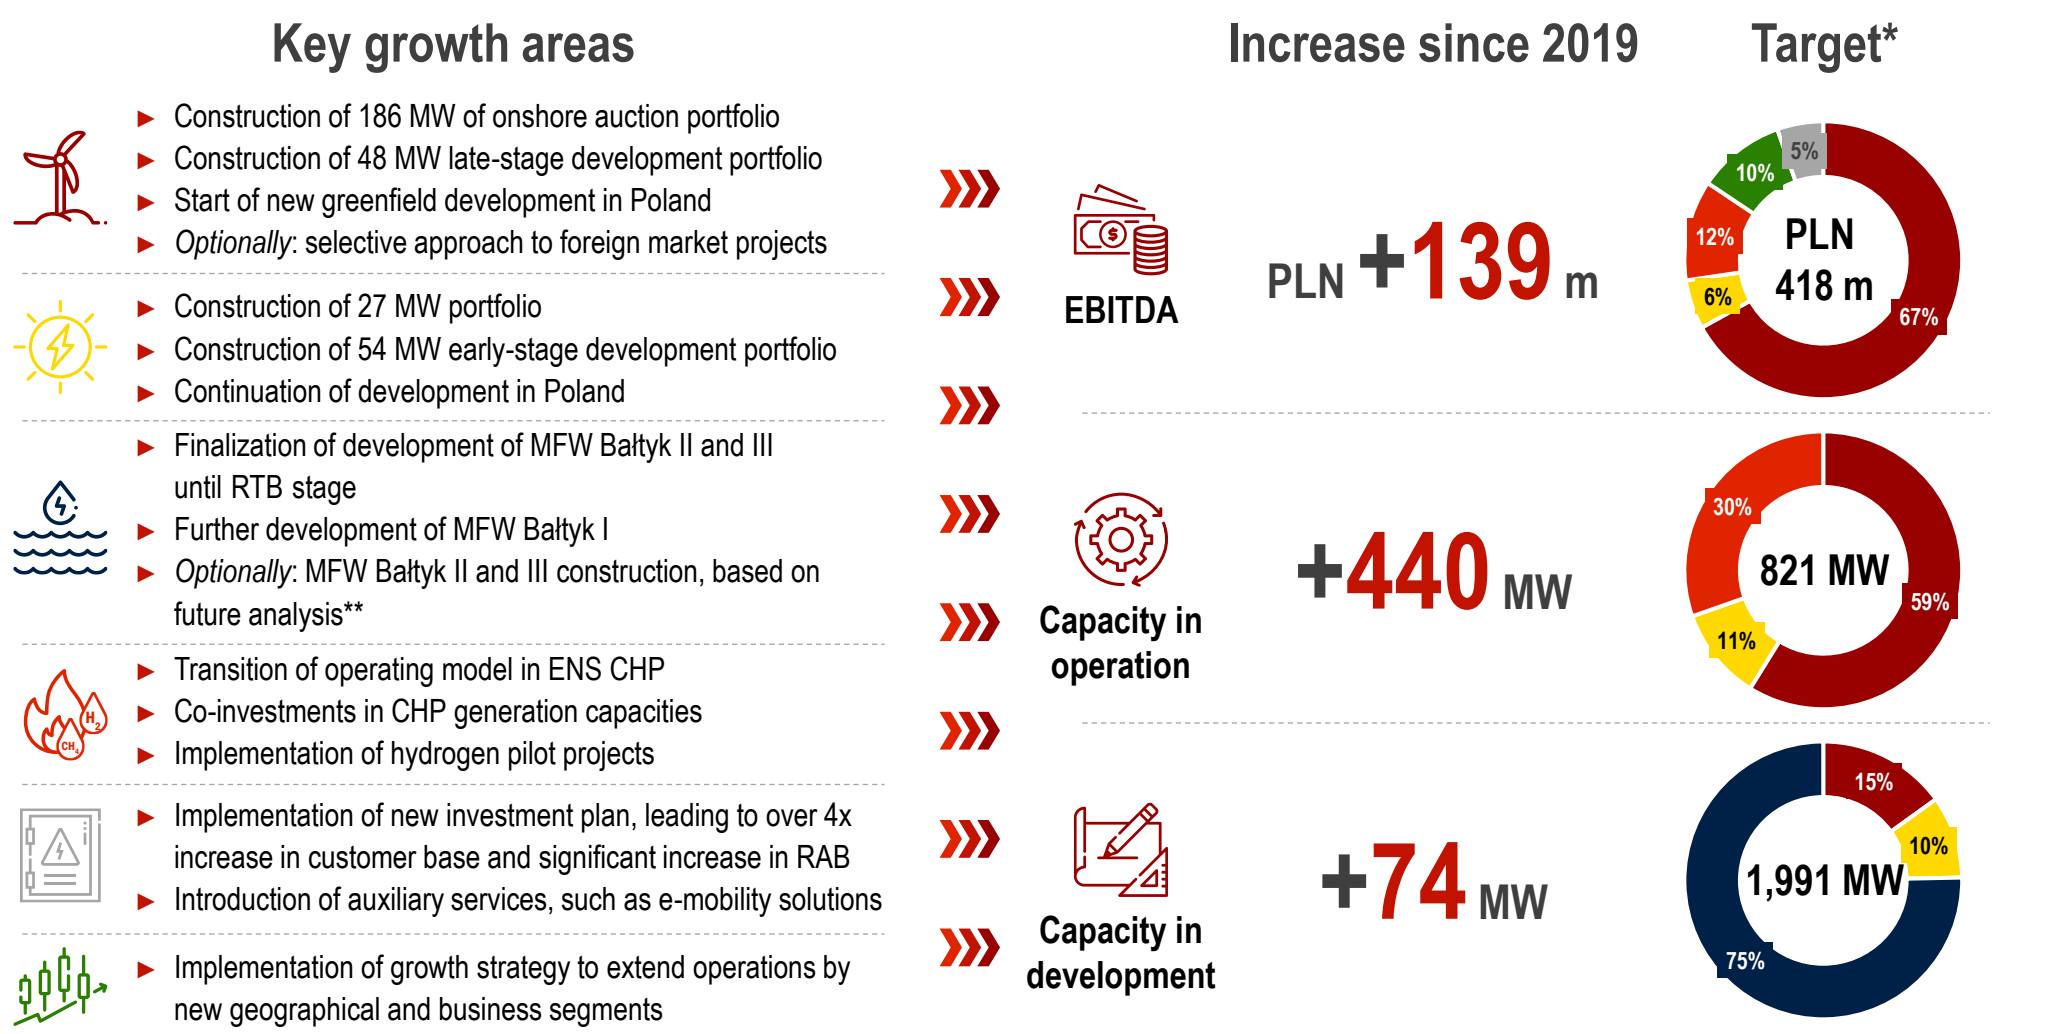 Key growth areas
Increase since 2019
Target*
► Construction of 186 MW of onshore auction portfolio
► Construction of 48 MW late-stage development portfolio
► Start of new greenfield development in Poland
► Optionally: selective approach to foreign market projects
► Construction of 27 MW portfolio
► Construction of 54 MW early-stage development portfolio
► Continuation of development in Poland
► Finalization of development of MFW Bałtyk II and III
until RTB stage
► Further development of MFW Bałtyk I
► Optionally: MFW Bałtyk II and III construction, based on
future analysis**
H2
CH4
► Transition of operating model in ENS CHP
► Co-investments in CHP generation capacities
► Implementation of hydrogen pilot projects
► Implementation of new investment plan, leading to over 4x
increase in customer base and significant increase in RAB
► Introduction of auxiliary services, such as e-mobility solutions
► Implementation of growth strategy to extend operations by
new geographical and business segments
$
EBITDA
PLN +139 m
5%
10%
12%
6%
67%
PLN
418 m
Capacity in
operation
+440 MW
30%
11%
59%
821 MW
Capacity in
development
+74 MW
15%
10%
75%
1,991 MW